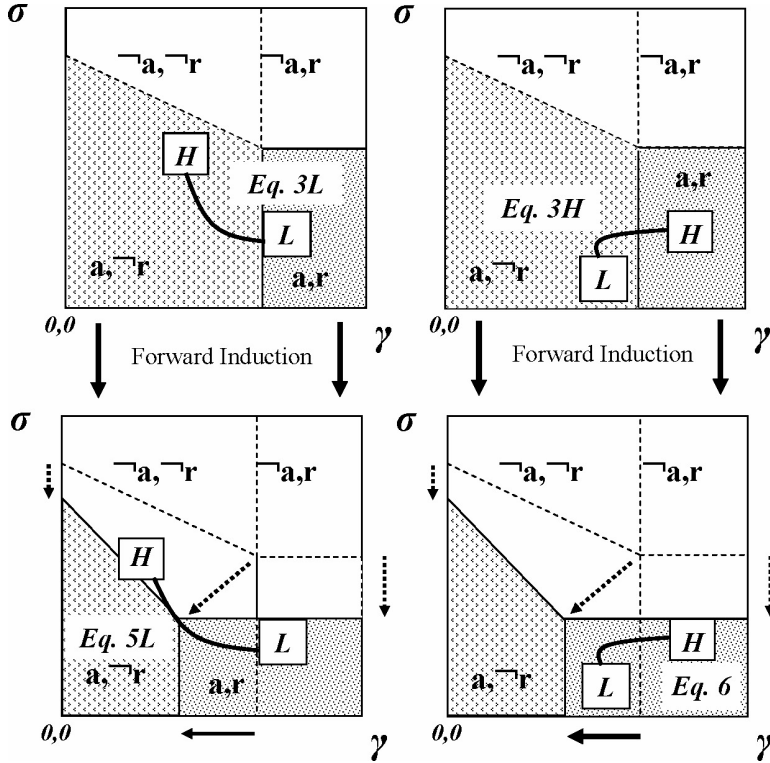 σ
¬a,¬r
¬a,r
H
Eq. 3L
L
a,¬r
a,r
0,0
γ
σ
¬a,¬r
¬a,r
a,r
Eq. 3H
H
a,¬r
L
0,0
γ
Forward Induction
Forward Induction
σ
¬a,¬r
¬a,r
H
Eq. 5L
L
a,¬r
a,r
0,0
γ
σ
¬a,¬r
¬a,r
H
a,¬r
L
Eq. 6
0,0
γ